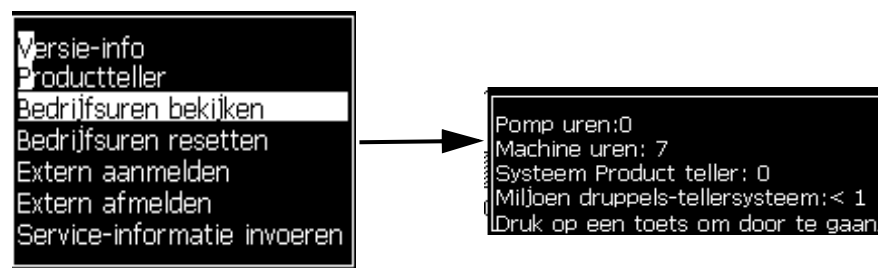 Versie-info
Productteller
Bedrijfsuren bekijken
Bedrijfsuren resetten
Extern aanmelden
Extern afmelden
Service-informatie invoeren
Pomp uren:0
Machine uren: 7
Systeem Product teller: 0
Miljoen druppels-tellersysteem:< 1
Druk op een toets om door te gaan